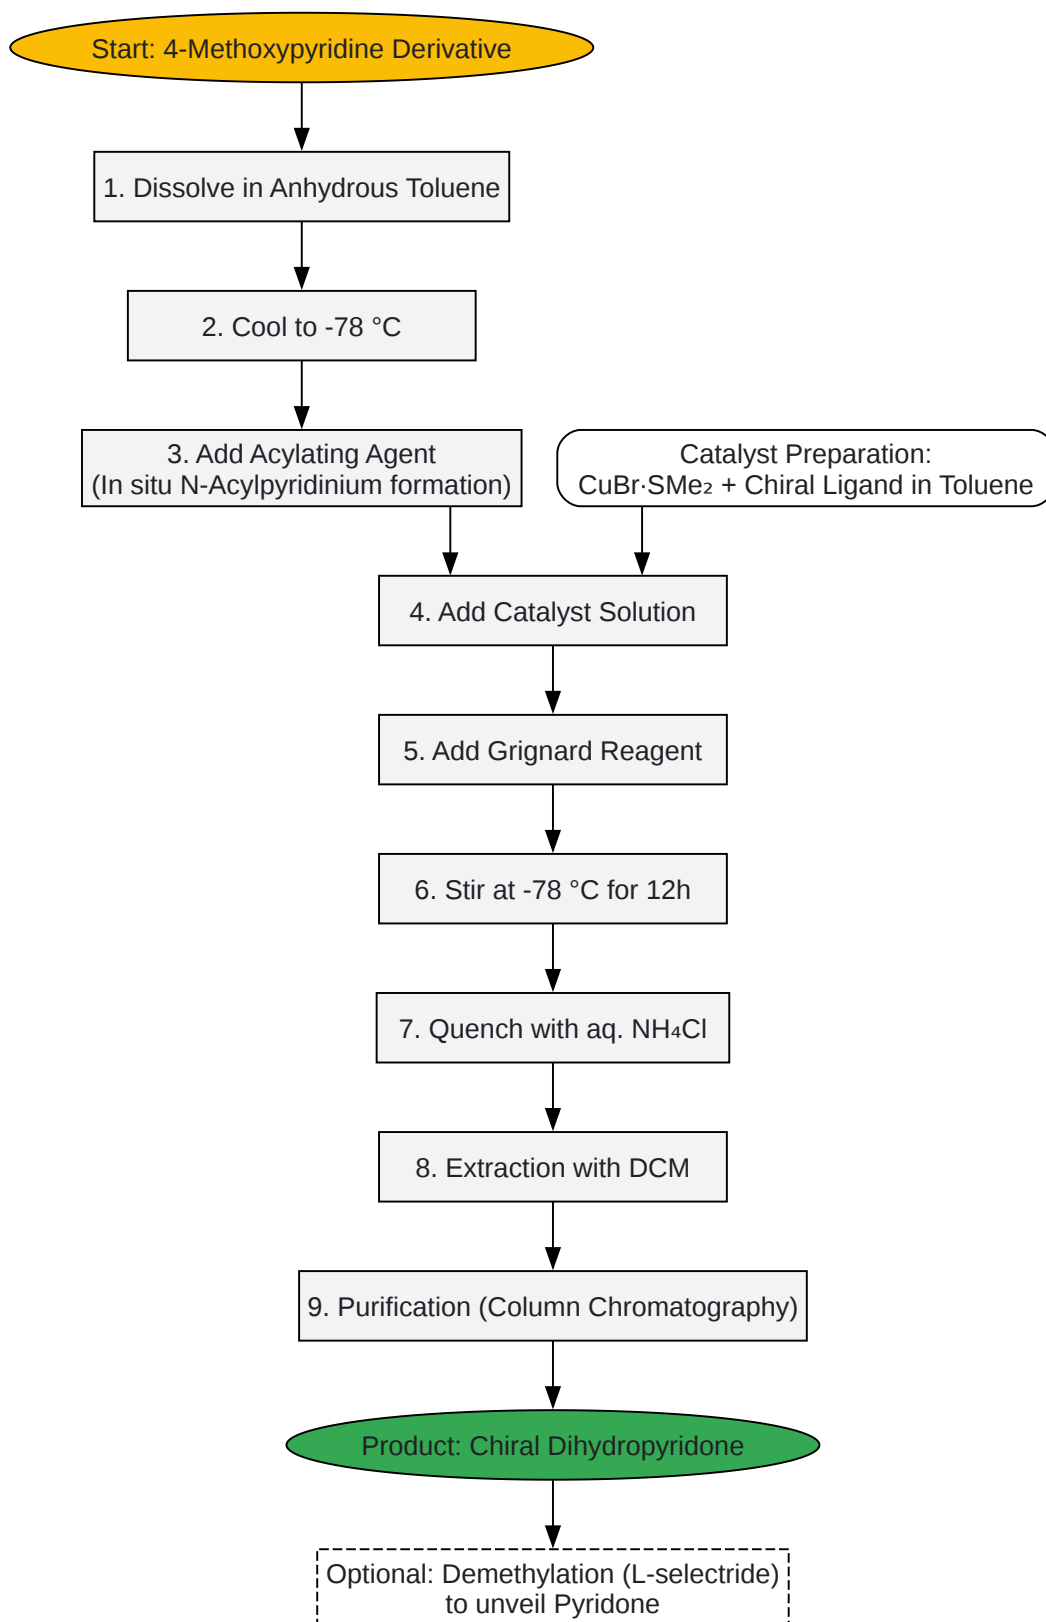 Start: 4-Methoxypyridine Derivative
1. Dissolve in Anhydrous Toluene
2. Cool to -78 °C
3. Add Acylating Agent
(In situ N-Acylpyridinium formation)
Catalyst Preparation:
CuBr·SMe₂ + Chiral Ligand in Toluene
4. Add Catalyst Solution
5. Add Grignard Reagent
6. Stir at -78 °C for 12h
7. Quench with aq. NH₄Cl
8. Extraction with DCM
9. Purification (Column Chromatography)
Product: Chiral Dihydropyridone
Optional: Demethylation (L-selectride)
to unveil Pyridone